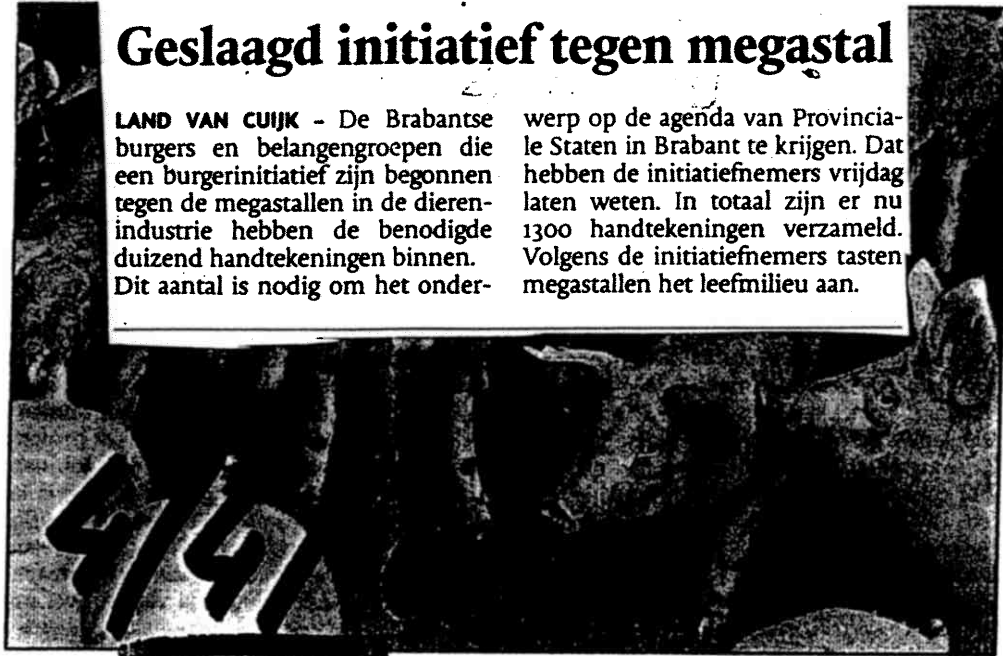 Geslaagd initiatief tegen megastal
LAND VAN CUIJK - De Brabantse
burgers en belangengroepen die
een burgerinitiatief zijn begonnen
tegen de megastallen in de dieren-
industrie hebben de benodigde
duizend handtekeningen binnen.
Dit aantal is nodig om het onder-
werp op de agenda van Provincia-
le Staten in Brabant te krijgen. Dat
hebben de initiatiefnemers vrijdag
laten weten. In totaal zijn er nu
1300 handtekeningen verzameld.
Volgens de initiatiefnemers tasten
megastallen het leefmilieu aan.